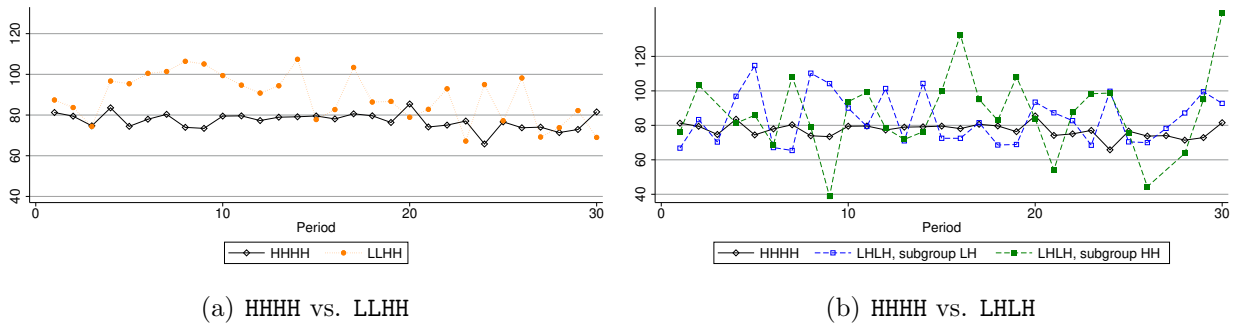 120
100
80
60
40
0
10
20
30
Period
HHHH
LLHH
(a) HHHH vs. LLHH
120
100
80
60
40
0
10
20
30
Period
HHHH
LHLH, subgroup LH
LHLH, subgroup HH
(b) HHHH vs. LHLH